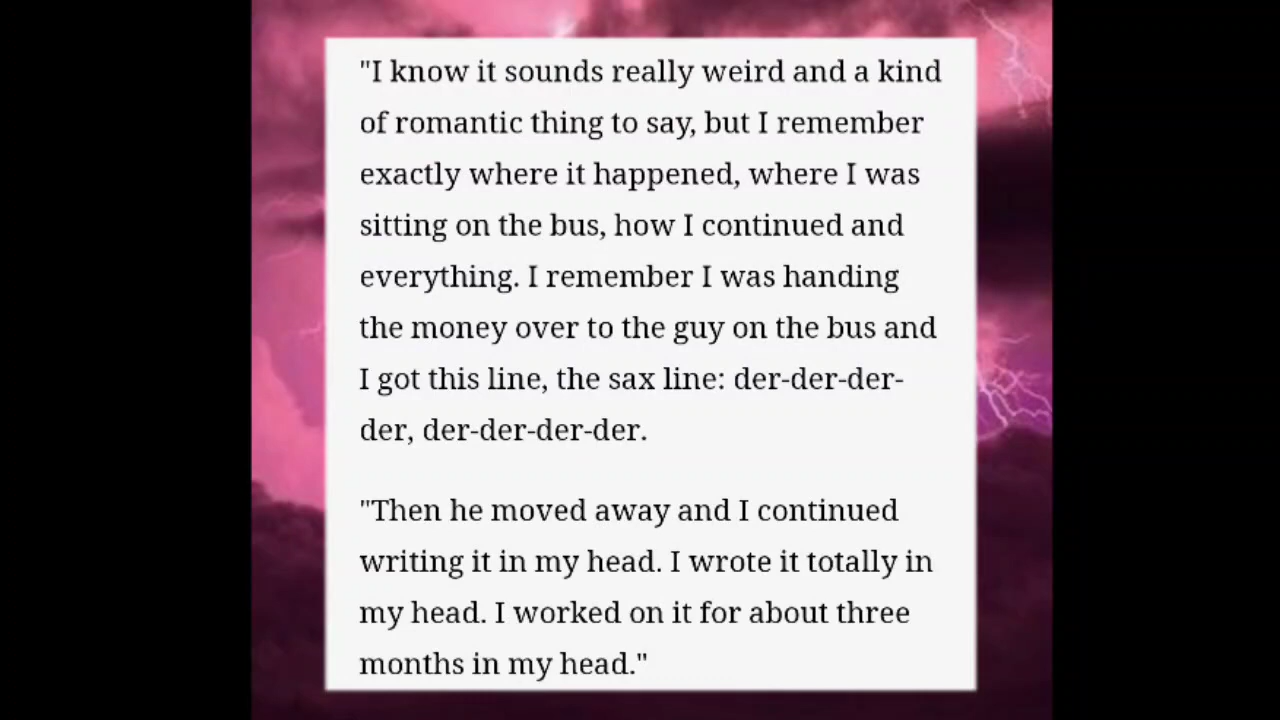 "I know it sounds really weird and a kind
of romantic thing to say, but I remember
exactly where it happened, where I was
sitting on the bus, how I continued and
everything. I remember I was handing
the money over to the guy on the bus and
I got this line, the sax line: der-der-der-
der, der-der-der-der.
"Then he moved away and I continued
writing it in my head. I wrote it totally in
my head. I worked on it for about three
months in my head."